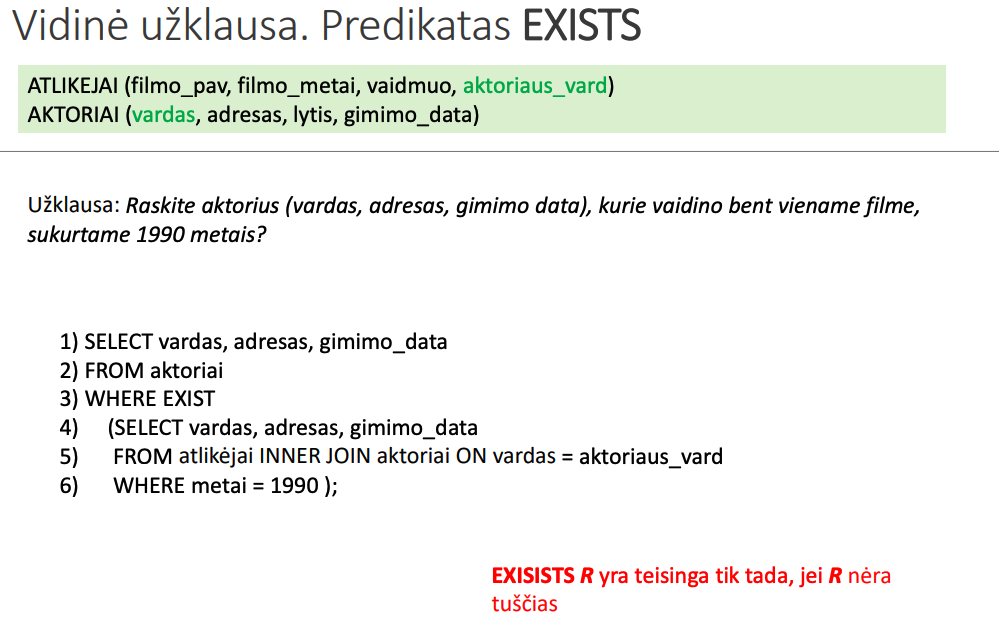 Vidinė užklausa. Predikatas EXISTS
ATLIKEJAI (filmo_pav, filmo_metai, vaidmuo, aktoriaus_vard)
AKTORIAI (vardas, adresas, lytis, gimimo_data)
Užklausa: Raskite aktorius (vardas, adresas, gimimo data), kurie vaidino bent viename filme,
sukurtame 1990 metais?
1) SELECT vardas, adresas, gimimo_data
2) FROM aktoriai
3) WHERE EXIST
4) (SELECT vardas, adresas, gimimo_data
5) FROM atlikėjai INNER JOIN aktoriai ON vardas = aktoriaus_vard
6) WHERE metai = 1990 );
EXISISTS R yra teisinga tik tada, jei R nėra
tuščias